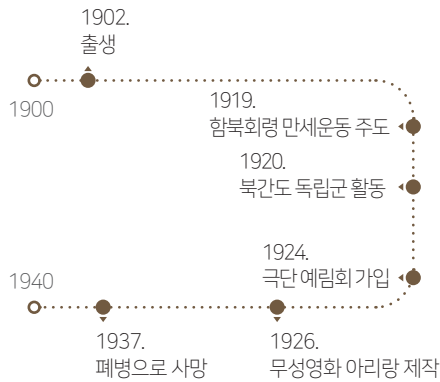 1902.
출생
1900
1919.
함북회령 만세운동 주도
1920.
북간도 독립군 활동
1924.
극단 예림회 가입
1926.
무성영화 아리랑 제작
1937.
폐병으로 사망
1940